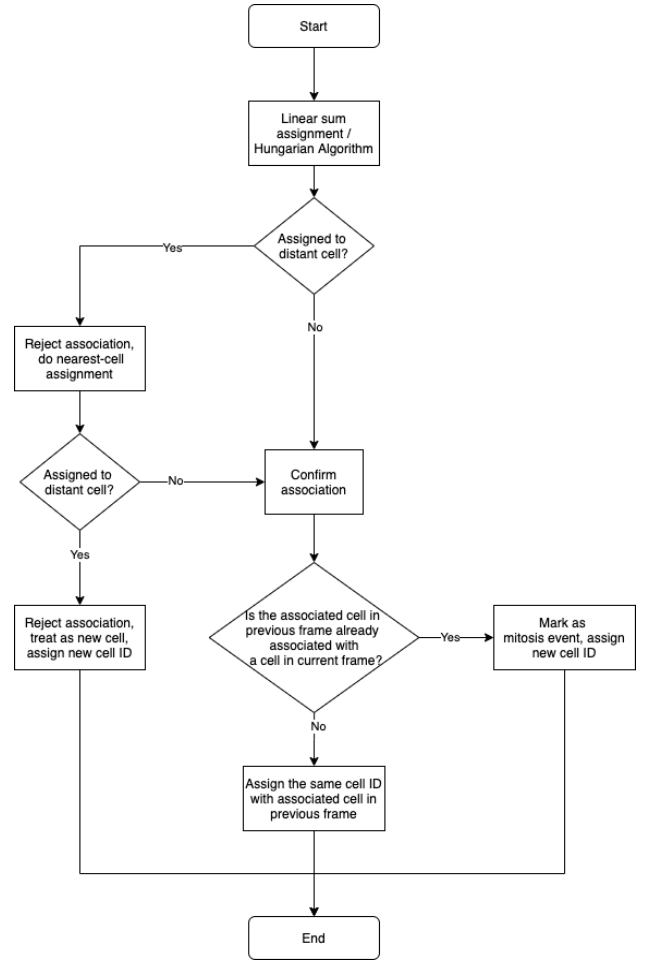 Start
Linear sum
assignment /
Hungarian Algorithm
Assigned to
distant cell?
Yes
No
Reject association,
do nearest-cell
assignment
Assigned to
distant cell?
No
Confirm
association
Yes
Reject association,
treat as new cell,
assign new cell ID
Is the associated cell in
previous frame already
associated with
a cell in current frame?
Yes
Mark as
mitosis event, assign
new cell ID
No
Assign the same cell ID
with associated cell in
previous frame
End